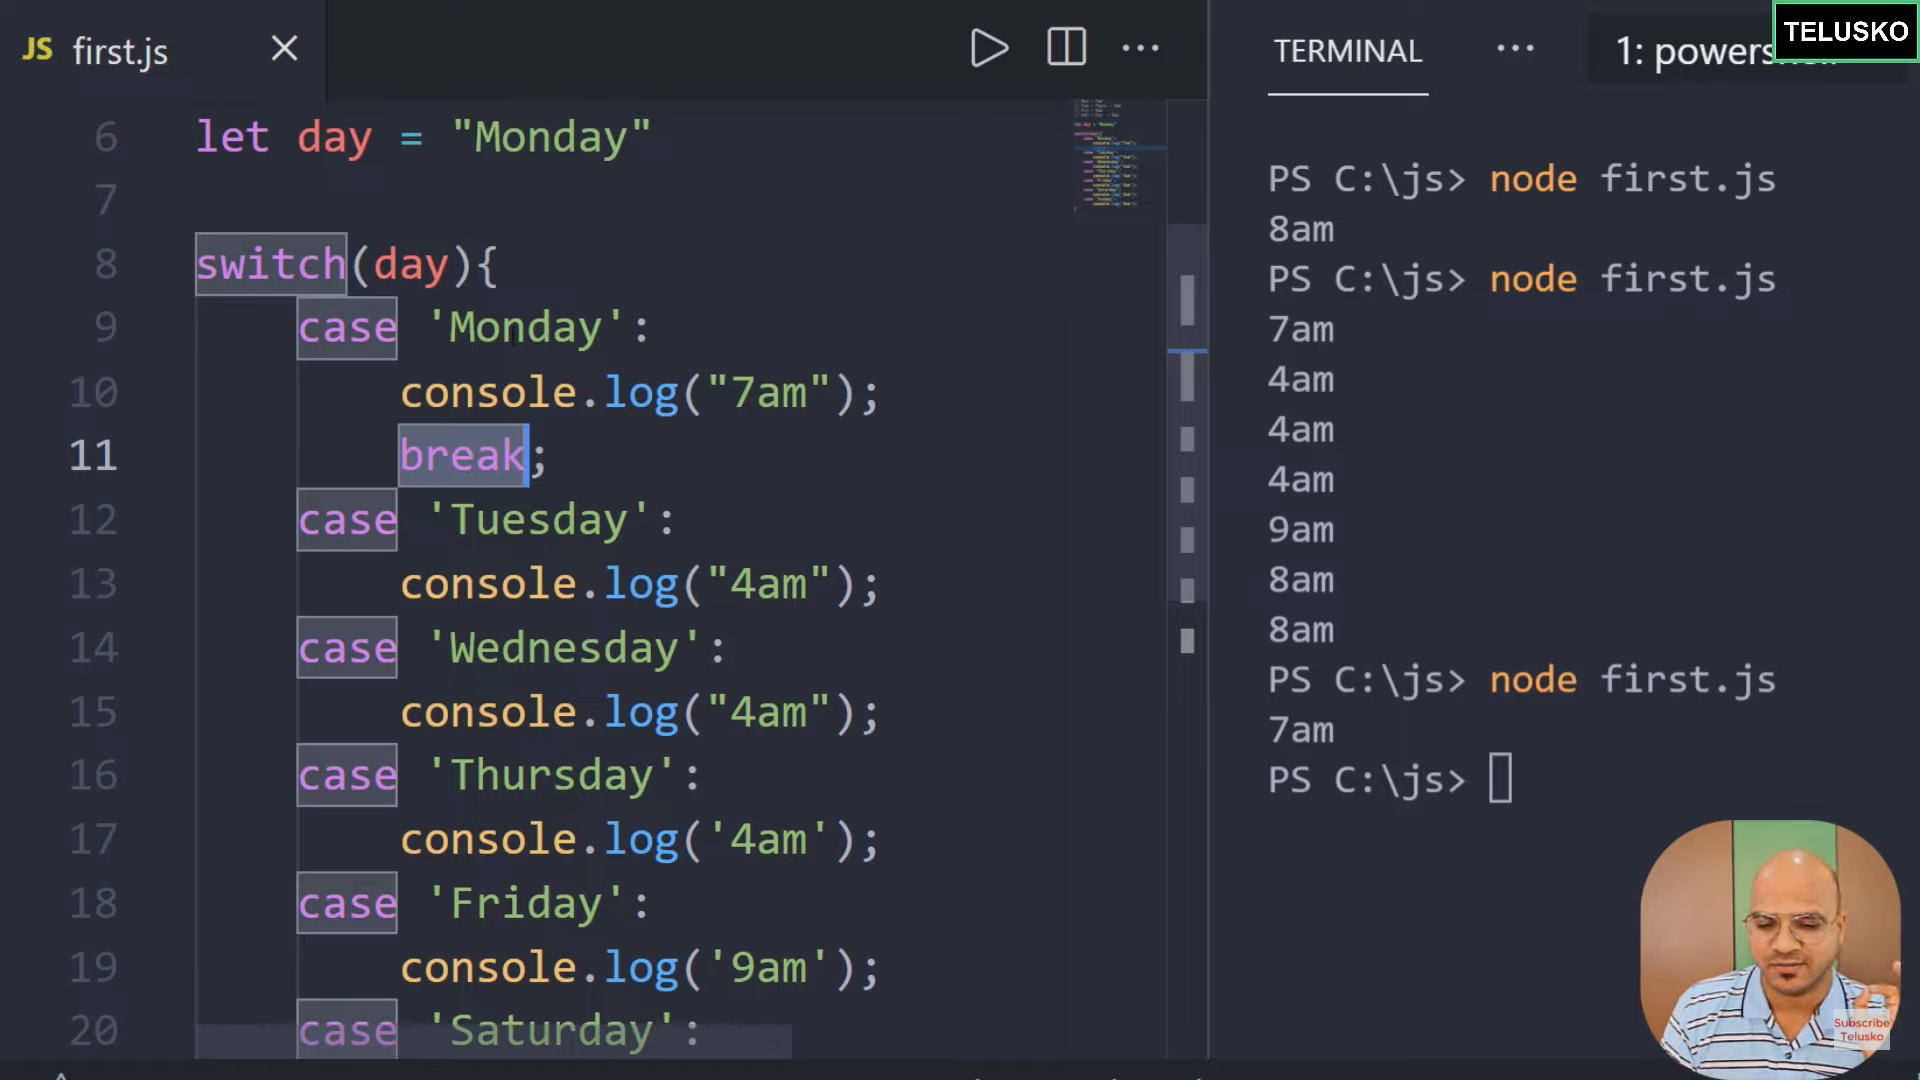 JS first.js
6 let day = "Monday"
7
8 switch(day){
9 case 'Monday':
10 console.log("7am");
11 break;
12 case 'Tuesday':
13 console.log("4am");
14 case 'Wednesday':
15 console.log("4am");
16 case 'Thursday':
17 console.log('4am');
18 case 'Friday':
19 console.log('9am');
20 case 'Saturday':
TERMINAL
1: powershell
TELUSKO
PS C:\js> node first.js
8am
PS C:\js> node first.js
7am
4am
4am
4am
9am
8am
8am
PS C:\js> node first.js
7am
PS C:\js>
Subscribe
Telusko